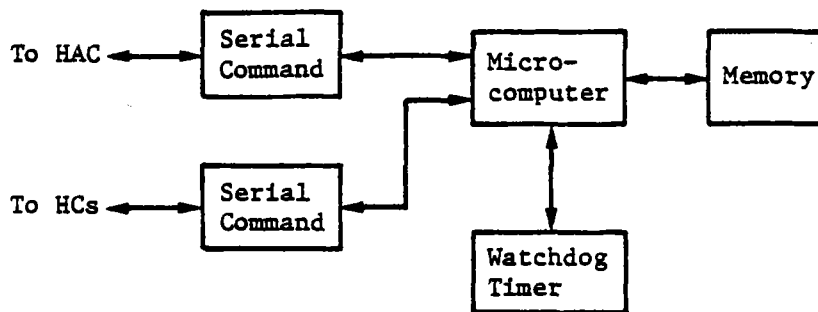 To HAC
Serial
Command
Micro-
computer
Memory
To HCs
Serial
Command
Watchdog
Timer